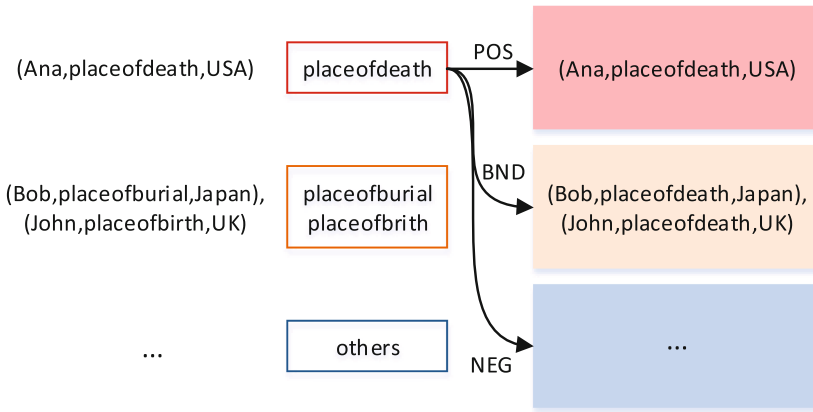 (Ana,placeofdeath,USA)
placeofdeath
POS
(Ana,placeofdeath,USA)
(Bob,placeofburial,Japan),
(John,placeofbirth,UK)
placeofburial
placeofbrith
BND
(Bob,placeofdeath,Japan),
(John,placeofdeath,UK)
...
others
NEG
...